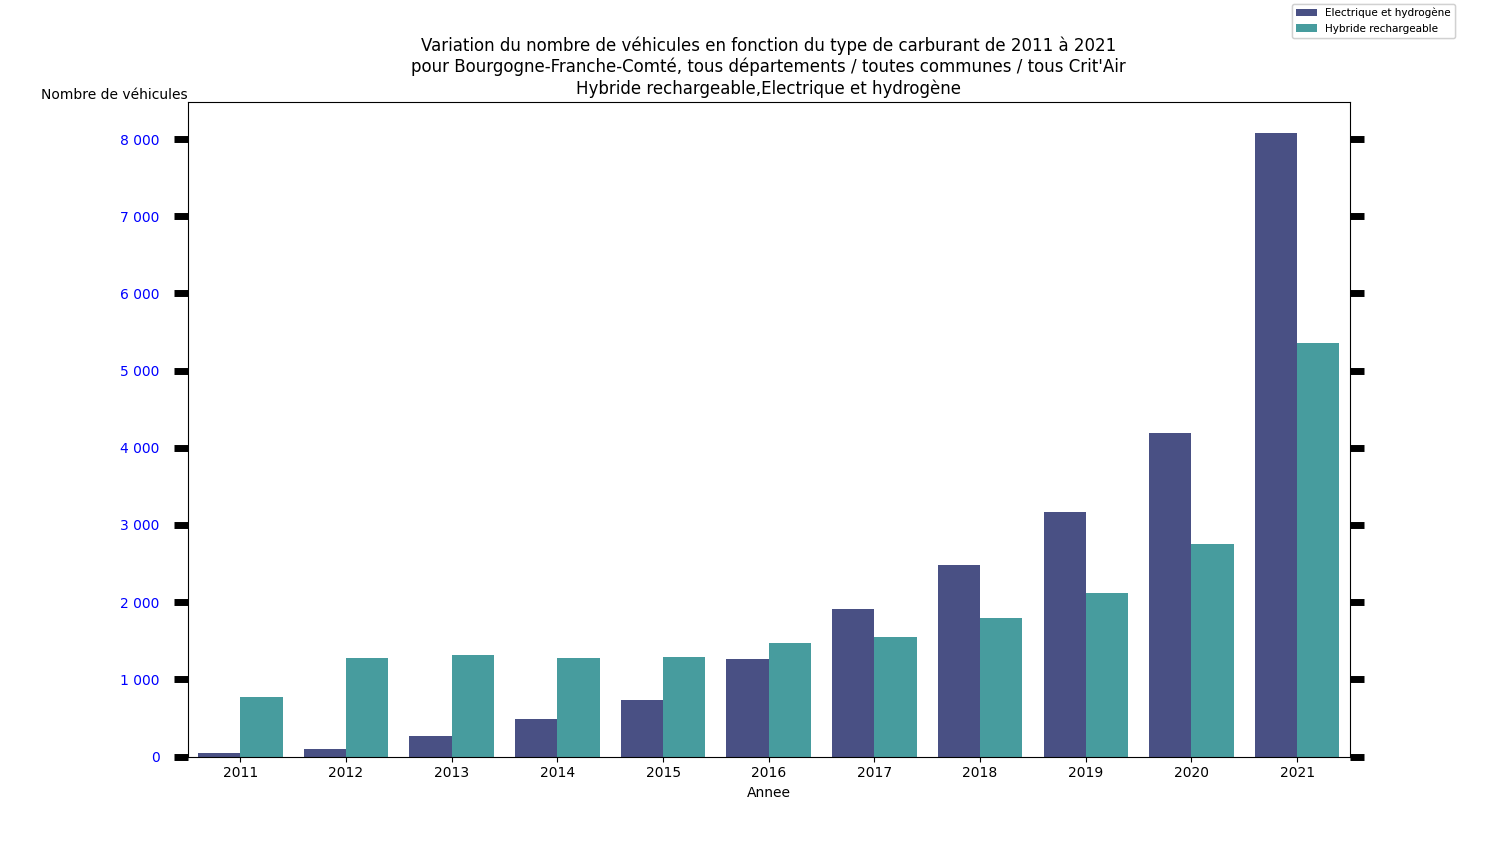 Electrique et hydrogène
Hybride rechargeable
Variation du nombre de véhicules en fonction du type de carburant de 2011 à 2021
pour Bourgogne-Franche-Comté, tous départements / toutes communes / tous Crit'Air
Hybride rechargeable,Electrique et hydrogène
Nombre de véhicules
8 000
7 000
6 000
5 000
4 000
3 000
2 000
1 000
0
2011 2012 2013 2014 2015 2016 2017 2018 2019 2020 2021
Annee